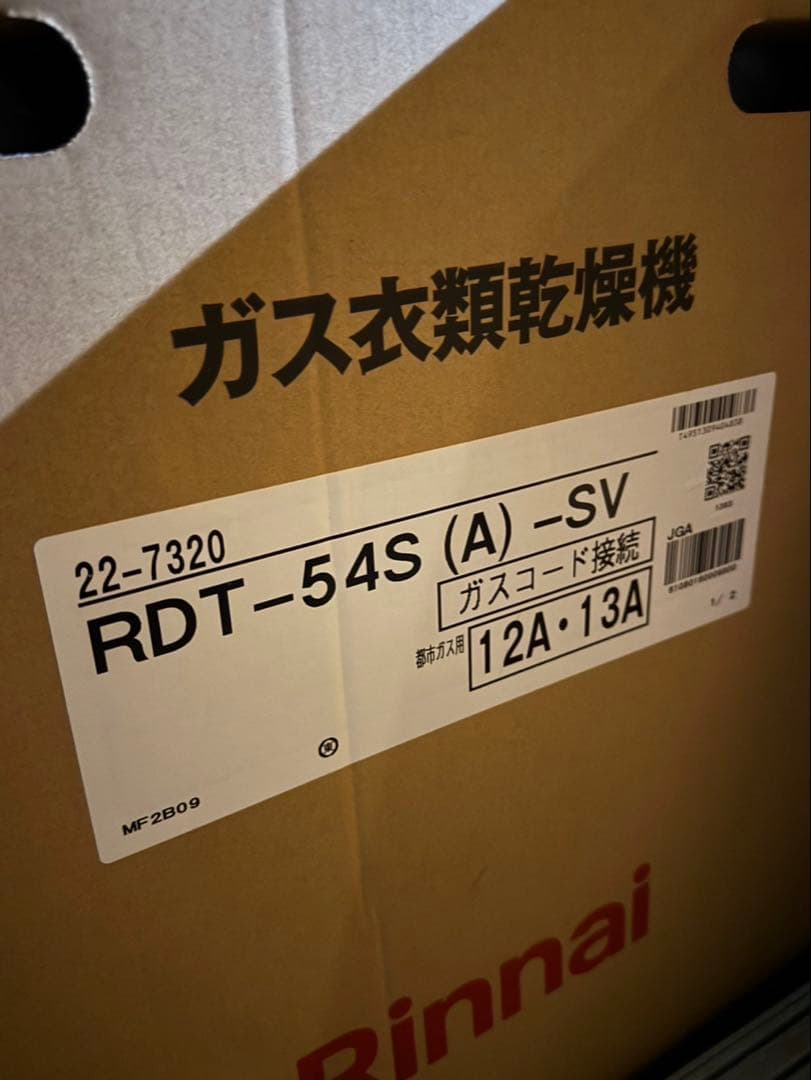 ガス衣類乾燥機
22-7320
RDT-54S(A)-SV
ガスコード接続
都市ガス用 12A・13A
JGA
1/2
東
MF2B09
Rinnai